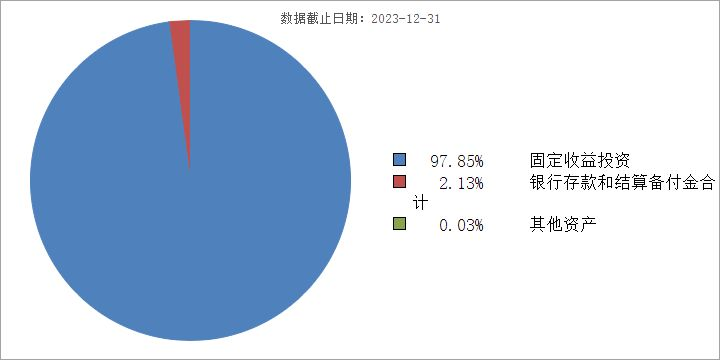 数据截止日期：2023-12-31
97.85% 固定收益投资
2.13% 银行存款和结算备付金合
计
0.03% 其他资产